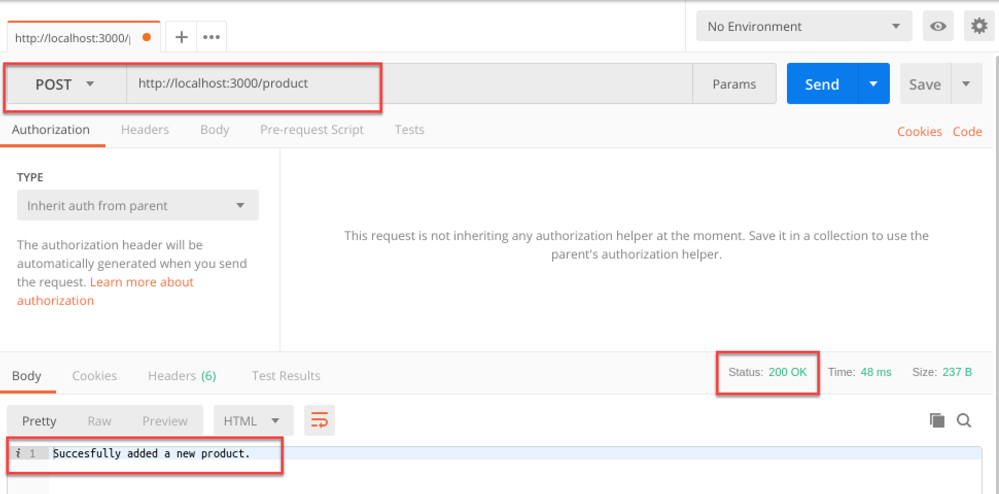 http://localhost:3000/
No Environment
POST http://localhost:3000/product Params Send Save
Authorization Headers Body Pre-request Script Tests Cookies Code
TYPE
Inherit auth from parent
The authorization header will be
automatically generated when you send
the request. Learn more about
authorization
This request is not inheriting any authorization helper at the moment. Save it in a collection to use the
parent's authorization helper.
Body Cookies Headers (6) Test Results Status: 200 OK Time: 48 ms Size: 237 B
Pretty Raw Preview HTML
i 1 Succesfully added a new product.